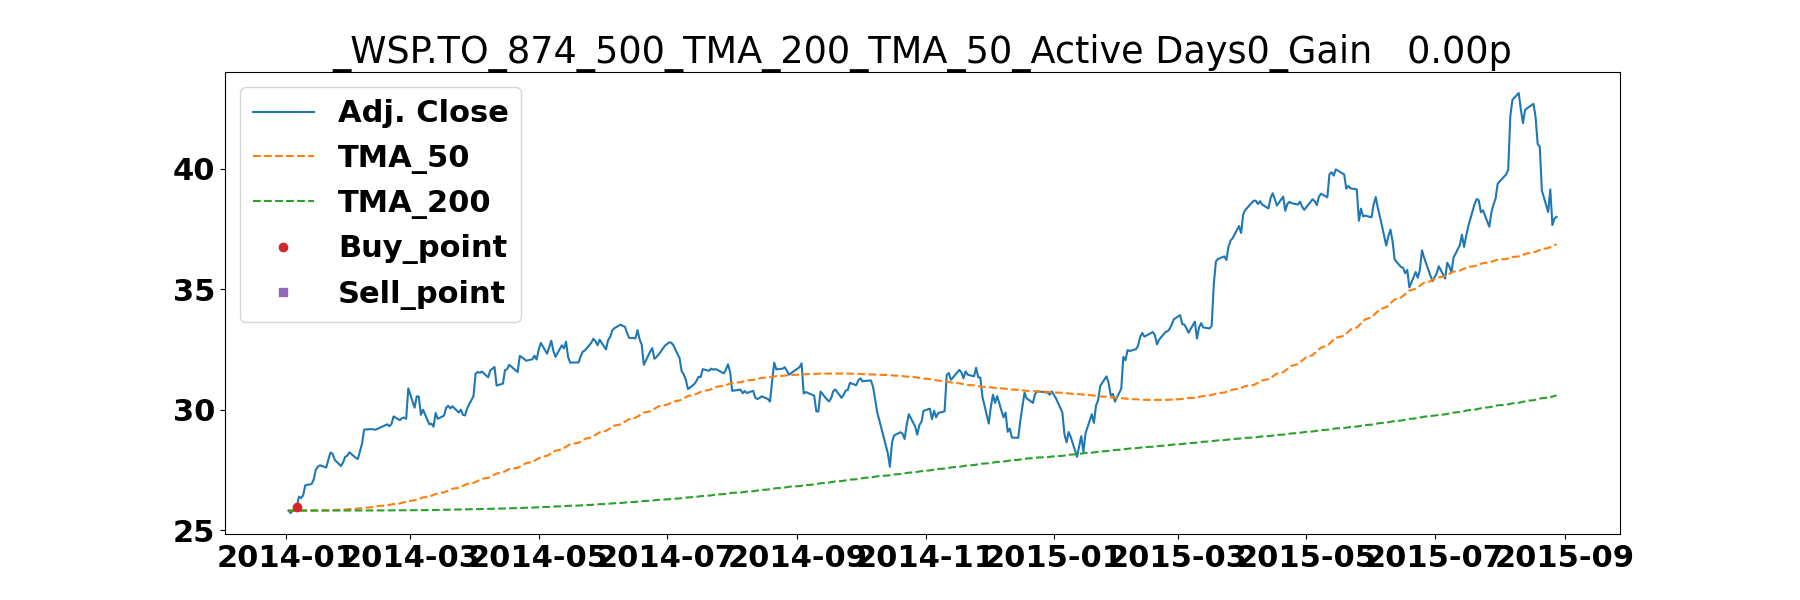 _WSP.TO_874_500_TMA_200_TMA_50_Active Days0_Gain   0.00p
Adj. Close
TMA_50
TMA_200
Buy_point
Sell_point
40
35
30
25
2014-01 2014-03 2014-05 2014-07 2014-09 2014-11 2015-01 2015-03 2015-05 2015-07 2015-09